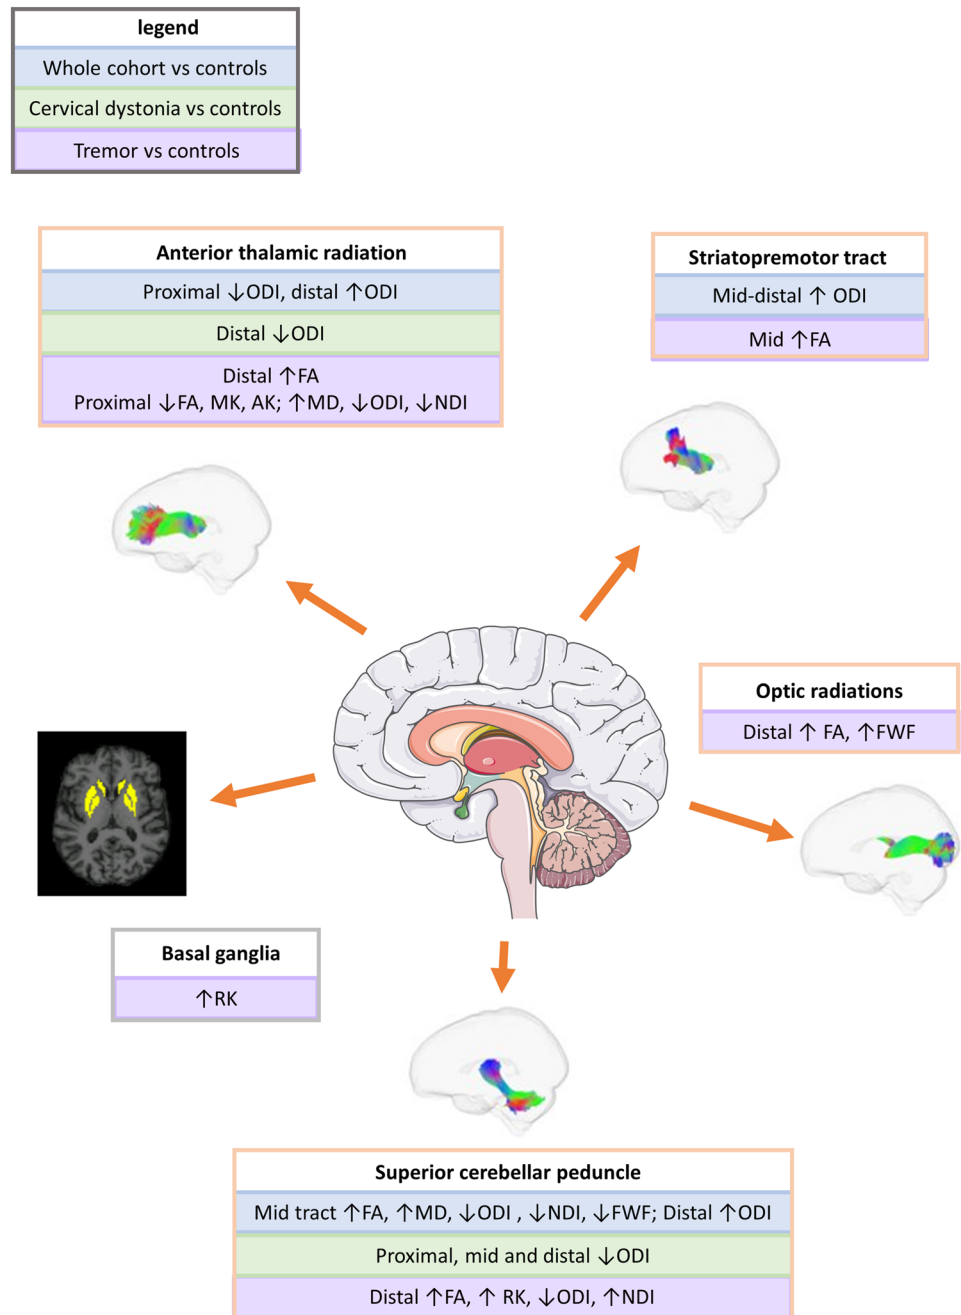 legend
Whole cohort vs controls
Cervical dystonia vs controls
Tremor vs controls
Anterior thalamic radiation
Proximal ↓ODI, distal ↑ODI
Distal ↓ODI
Distal ↑FA
Proximal ↓FA, MK, AK; ↑MD, ↓ODI, ↓NDI
Striatopremotor tract
Mid-distal ↑ ODI
Mid ↑FA
Optic radiations
Distal ↑ FA, ↑FWF
Basal ganglia
↑RK
Superior cerebellar peduncle
Mid tract ↑FA, ↑MD, ↓ODI , ↓NDI, ↓FWF; Distal ↑ODI
Proximal, mid and distal ↓ODI
Distal ↑FA, ↑ RK, ↓ODI, ↑NDI